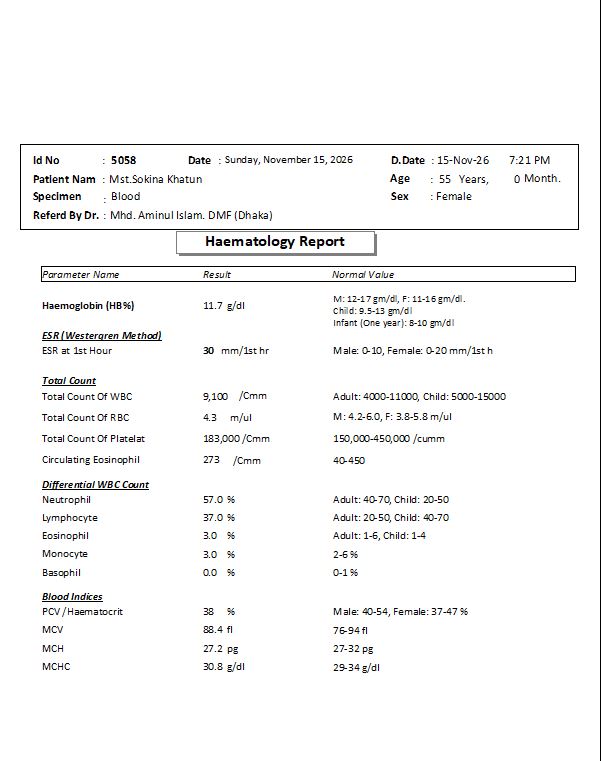 Id No : 5058 Date : Sunday, November 15, 2026 D.Date : 15-Nov-26 7:21 PM
Patient Nam : Mst.Sokina Khatun Age : 55 Years, 0 Month.
Specimen : Blood Sex : Female
Referd By Dr. : Mhd. Aminul Islam. DMF (Dhaka)
Haematology Report
Parameter Name Result Normal Value
Haemoglobin (HB%) 11.7 g/dl M: 12-17 gm/dl, F: 11-16 gm/dl.
Child: 9.5-13 gm/dl
Infant (One year): 8-10 gm/dl
ESR (Westergren Method)
ESR at 1st Hour 30 mm/1st hr Male: 0-10, Female: 0-20 mm/1st h
Total Count
Total Count Of WBC 9,100 /Cmm Adult: 4000-11000, Child: 5000-15000
Total Count Of RBC 4.3 m/ul M: 4.2-6.0, F: 3.8-5.8 m/ul
Total Count Of Platelat 183,000 /Cmm 150,000-450,000 /cumm
Circulating Eosinophil 273 /Cmm 40-450
Differential WBC Count
Neutrophil 57.0 % Adult: 40-70, Child: 20-50
Lymphocyte 37.0 % Adult: 20-50, Child: 40-70
Eosinophil 3.0 % Adult: 1-6, Child: 1-4
Monocyte 3.0 % 2-6 %
Basophil 0.0 % 0-1 %
Blood Indices
PCV /Haematocrit 38 % Male: 40-54, Female: 37-47 %
MCV 88.4 fl 76-94 fl
MCH 27.2 pg 27-32 pg
MCHC 30.8 g/dl 29-34 g/dl